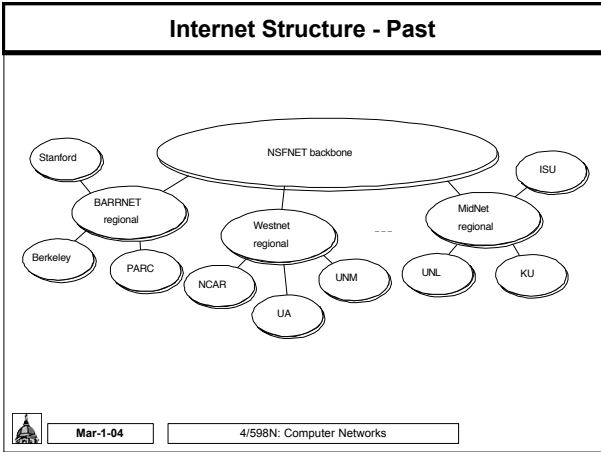 Internet Structure - Past
NSFNET backbone
Stanford
ISU
BARRNET
regional
Westnet
regional
MidNet
regional
Berkeley
PARC
NCAR
UNM
UNL
KU
UA
Mar-1-04
4/598N: Computer Networks